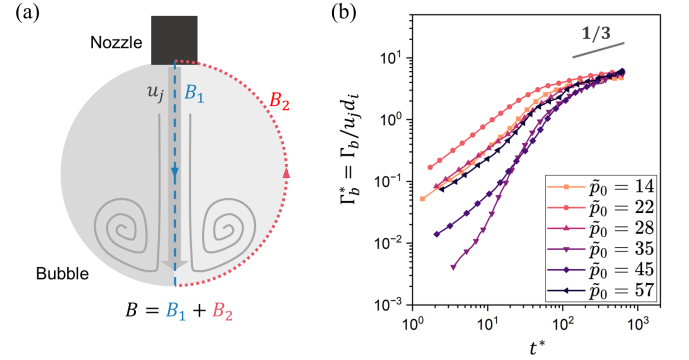 (a)
Nozzle
u_j
B_1
B_2
Bubble
B = B_1 + B_2
(b)
1/3
Γ_b^* = Γ_b/u_j d_i
10^1
10^0
10^{-1}
10^{-2}
10^{-3}
p̃_0 = 14
p̃_0 = 22
p̃_0 = 28
p̃_0 = 35
p̃_0 = 45
p̃_0 = 57
10^0 10^1 10^2 10^3
t^*